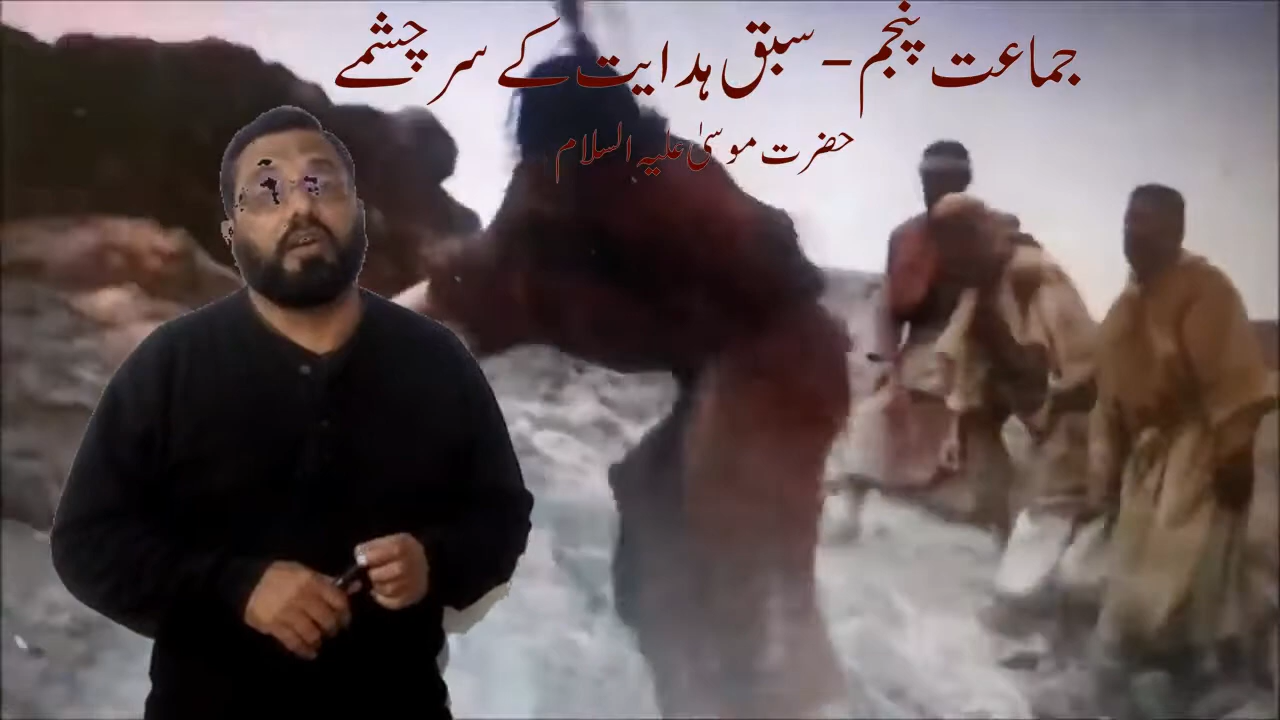 جماعت پنجم - سبق ہدایت کے سرچشمے
حضرت موسیٰ علیہ السلام